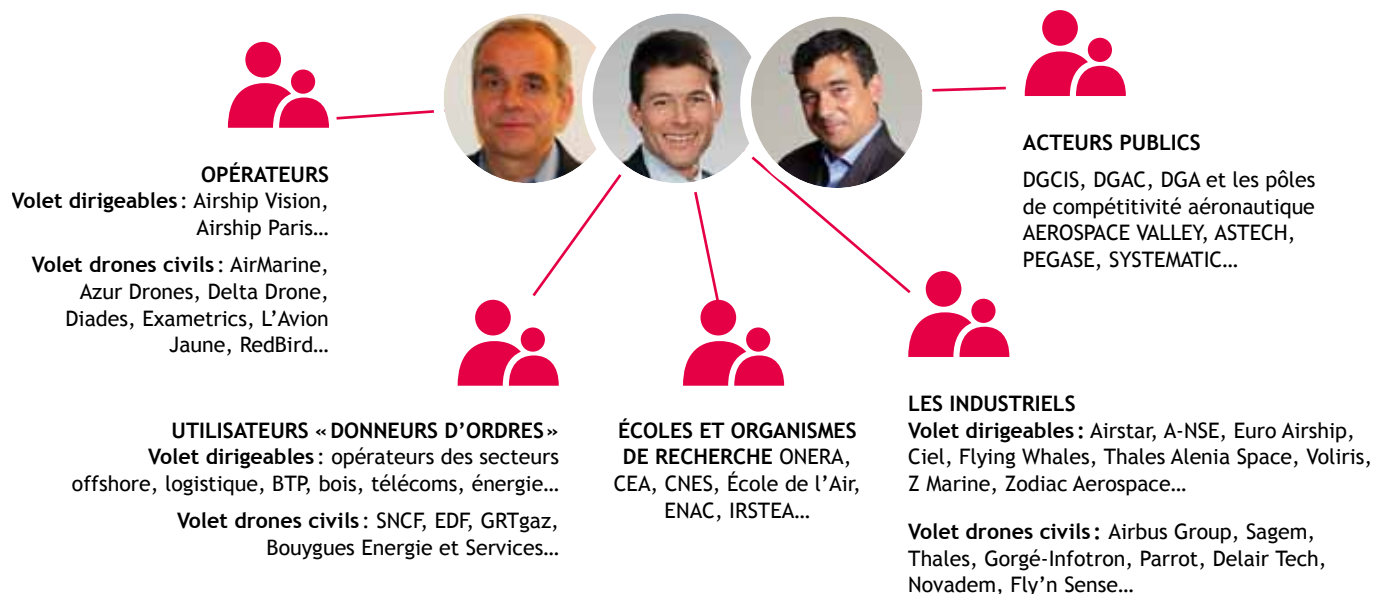 OPÉRATEURS
Volet dirigeables : Airship Vision,
Airship Paris…
Volet drones civils : AirMarine,
Azur Drones, Delta Drone,
Diades, Exametrics, L’Avion
Jaune, RedBird…
UTILISATEURS « DONNEURS D’ORDRES »
Volet dirigeables : opérateurs des secteurs
offshore, logistique, BTP, bois, télécoms, énergie…
Volet drones civils : SNCF, EDF, GRTgaz,
Bouygues Energie et Services…
ÉCOLES ET ORGANISMES
DE RECHERCHE ONERA,
CEA, CNES, École de l’Air,
ENAC, IRSTEA…
ACTEURS PUBLICS
DGCIS, DGAC, DGA et les pôles
de compétitivité aéronautique
AEROSPACE VALLEY, ASTECH,
PEGASE, SYSTEMATIC…
LES INDUSTRIELS
Volet dirigeables : Airstar, A-NSE, Euro Airship,
Ciel, Flying Whales, Thales Alenia Space, Voliris,
Z Marine, Zodiac Aerospace…
Volet drones civils : Airbus Group, Sagem,
Thales, Gorgé-Infotron, Parrot, Delair Tech,
Novadem, Fly’n Sense…